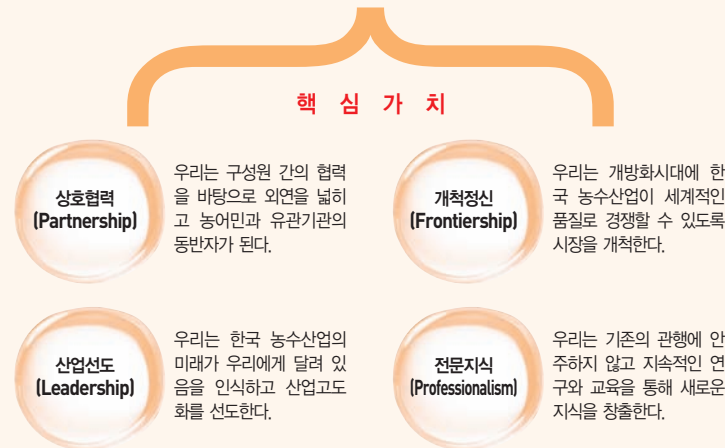 핵 심 가 치
상호협력
(Partnership)
우리는 구성원 간의 협력
을 바탕으로 외연을 넓히
고 농어민과 유관기관의
동반자가 된다.
개척정신
(Frontiership)
우리는 개방화시대에 한
국 농수산업이 세계적인
품질로 경쟁할 수 있도록
시장을 개척한다.
산업선도
(Leadership)
우리는 한국 농수산업의
미래가 우리에게 달려 있
음을 인식하고 산업고도
화를 선도한다.
전문지식
(Professionalism)
우리는 기존의 관행에 안
주하지 않고 지속적인 연
구와 교육을 통해 새로운
지식을 창출한다.